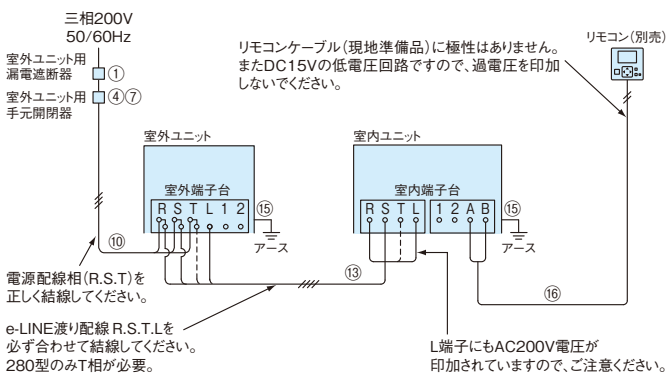 三相200V
50/60Hz
室外ユニット用
漏電遮断器
①
室外ユニット用
手元開閉器
④⑦
リモコンケーブル(現地準備品)に極性はありません。
またDC15Vの低電圧回路ですので、過電圧を印加
しないでください。
リモコン(別売)
室外ユニット
室外端子台
R S T L 1 2
⑮
アース
室内ユニット
室内端子台
R S T L 1 2 A B
⑮
アース
⑩
⑬
⑯
電源配線相(R.S.T)を
正しく結線してください。
e-LINE渡り配線 R.S.T.Lを
必ず合わせて結線してください。
280型のみT相が必要。
L端子にもAC200V電圧が
印加されていますので、ご注意ください。